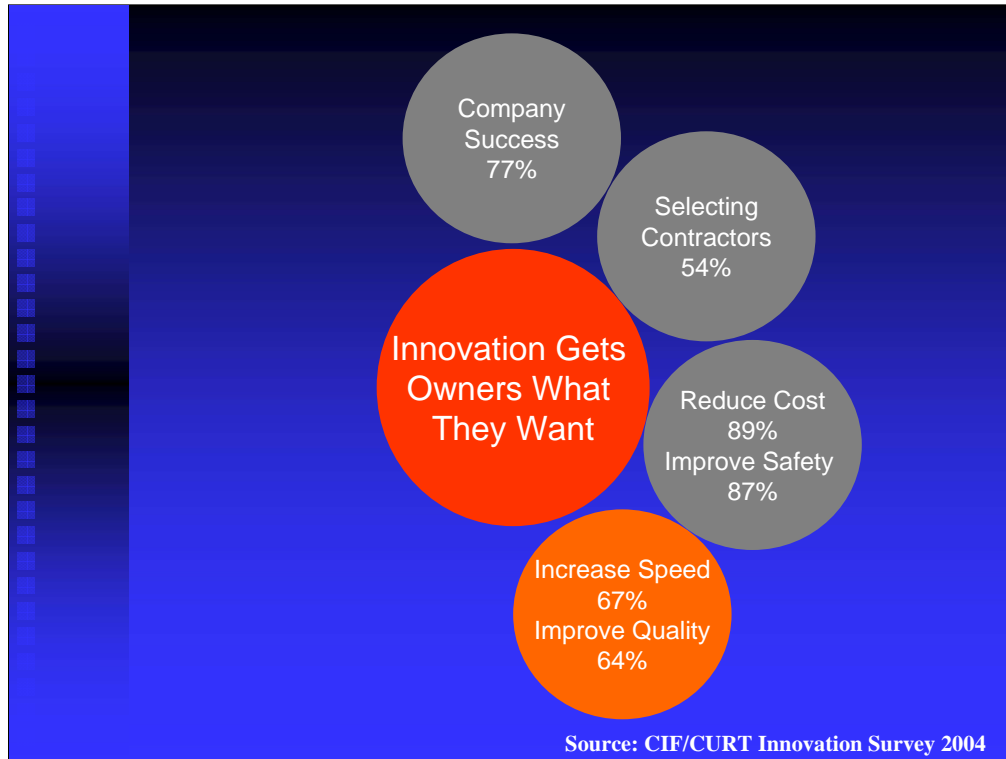 Company
Success
77%
Selecting
Contractors
54%
Innovation Gets
Owners What
They Want
Reduce Cost
89%
Improve Safety
87%
Increase Speed
67%
Improve Quality
64%
Source: CIF/CURT Innovation Survey 2004